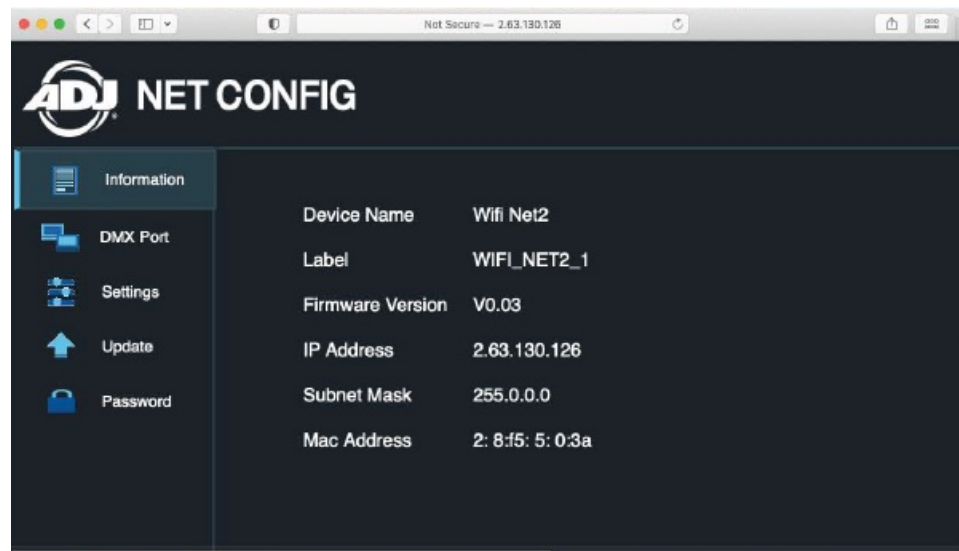 Not Secure — 2.63.130.126
ADJ NET CONFIG
Information
DMX Port
Settings
Update
Password
Device Name Wifi Net2
Label WIFI_NET2_1
Firmware Version V0.03
IP Address 2.63.130.126
Subnet Mask 255.0.0.0
Mac Address 2: 8:f5: 5: 0:3a